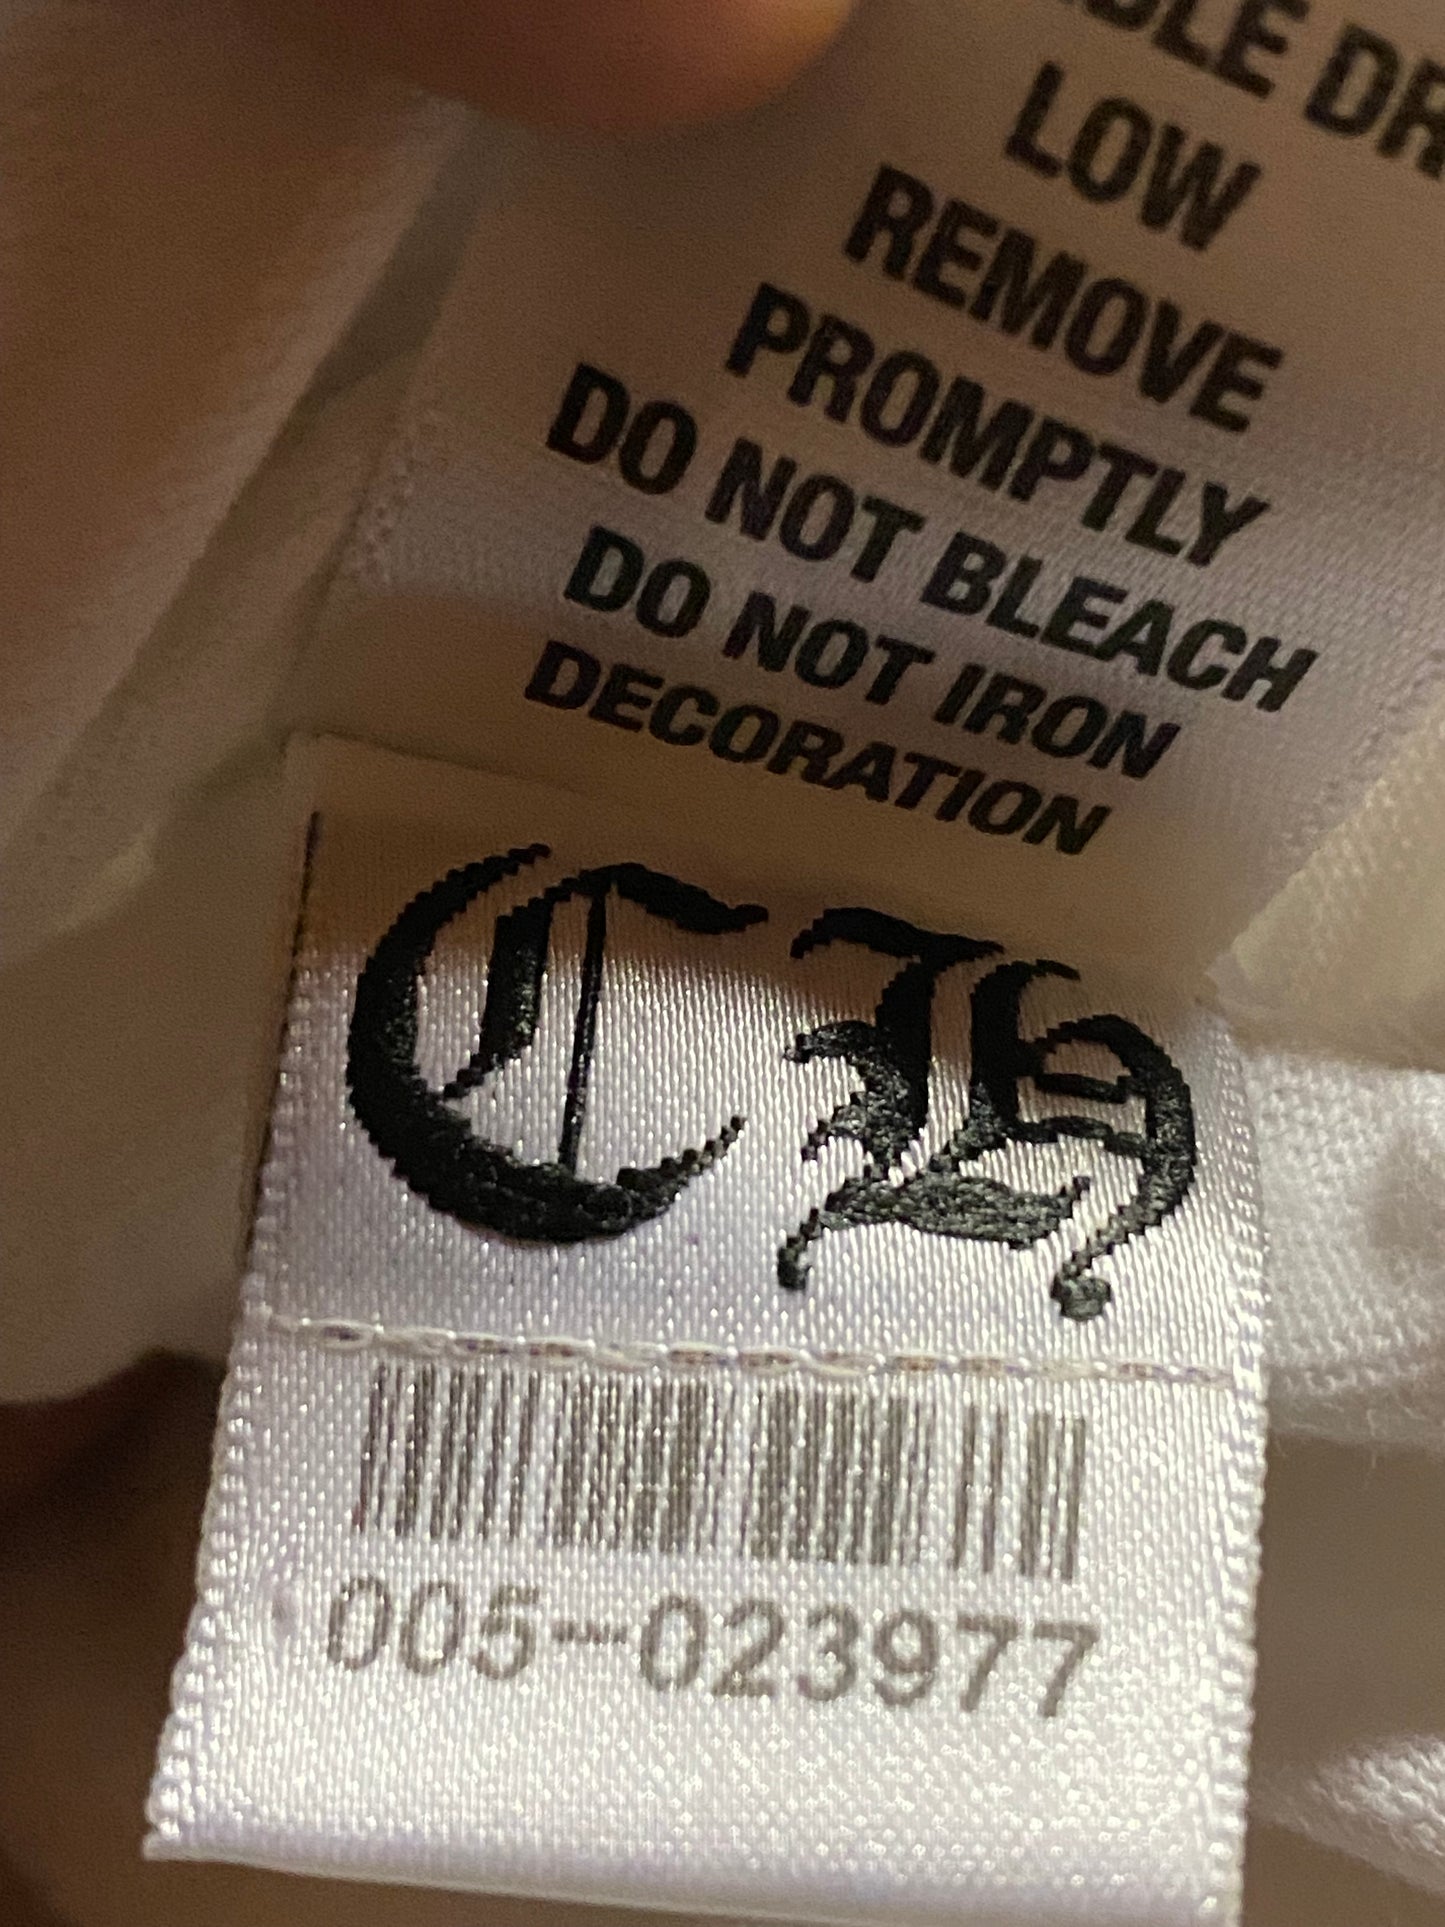 LOW
REMOVE
PROMPTLY
DO NOT BLEACH
DO NOT IRON
DECORATION
CH
005-023977